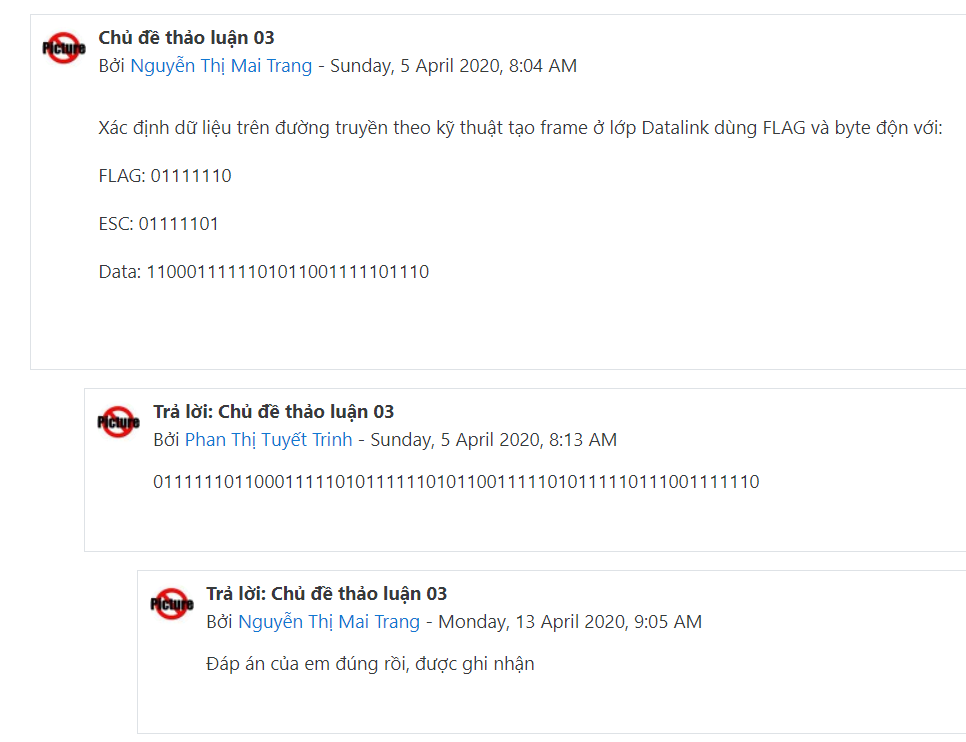 Chủ đề thảo luận 03
Picture
Bởi Nguyễn Thị Mai Trang - Sunday, 5 April 2020, 8:04 AM
Xác định dữ liệu trên đường truyền theo kỹ thuật tạo frame ở lớp Datalink dùng FLAG và byte độn với:
FLAG: 01111110
ESC: 01111101
Data: 1100011111101011001111101110
Trả lời: Chủ đề thảo luận 03
Picture
Bởi Phan Thị Tuyết Trinh - Sunday, 5 April 2020, 8:13 AM
011111101100011111010111111010110011111010111110111001111110
Trả lời: Chủ đề thảo luận 03
Picture
Bởi Nguyễn Thị Mai Trang - Monday, 13 April 2020, 9:05 AM
Đáp án của em đúng rồi, được ghi nhận